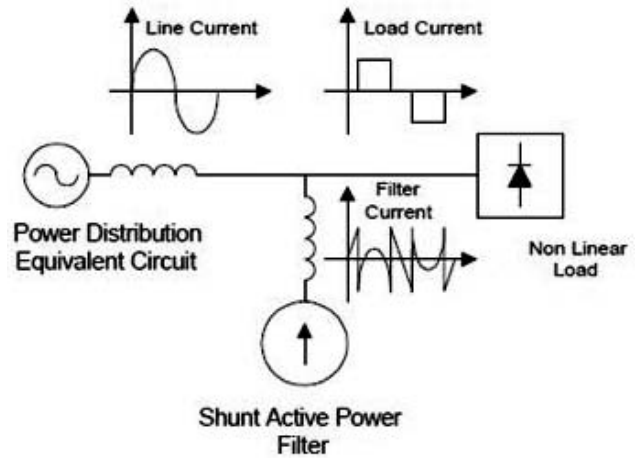 Line Current
Load Current
Filter
Current
Power Distribution
Equivalent Circuit
Non Linear
Load
Shunt Active Power
Filter